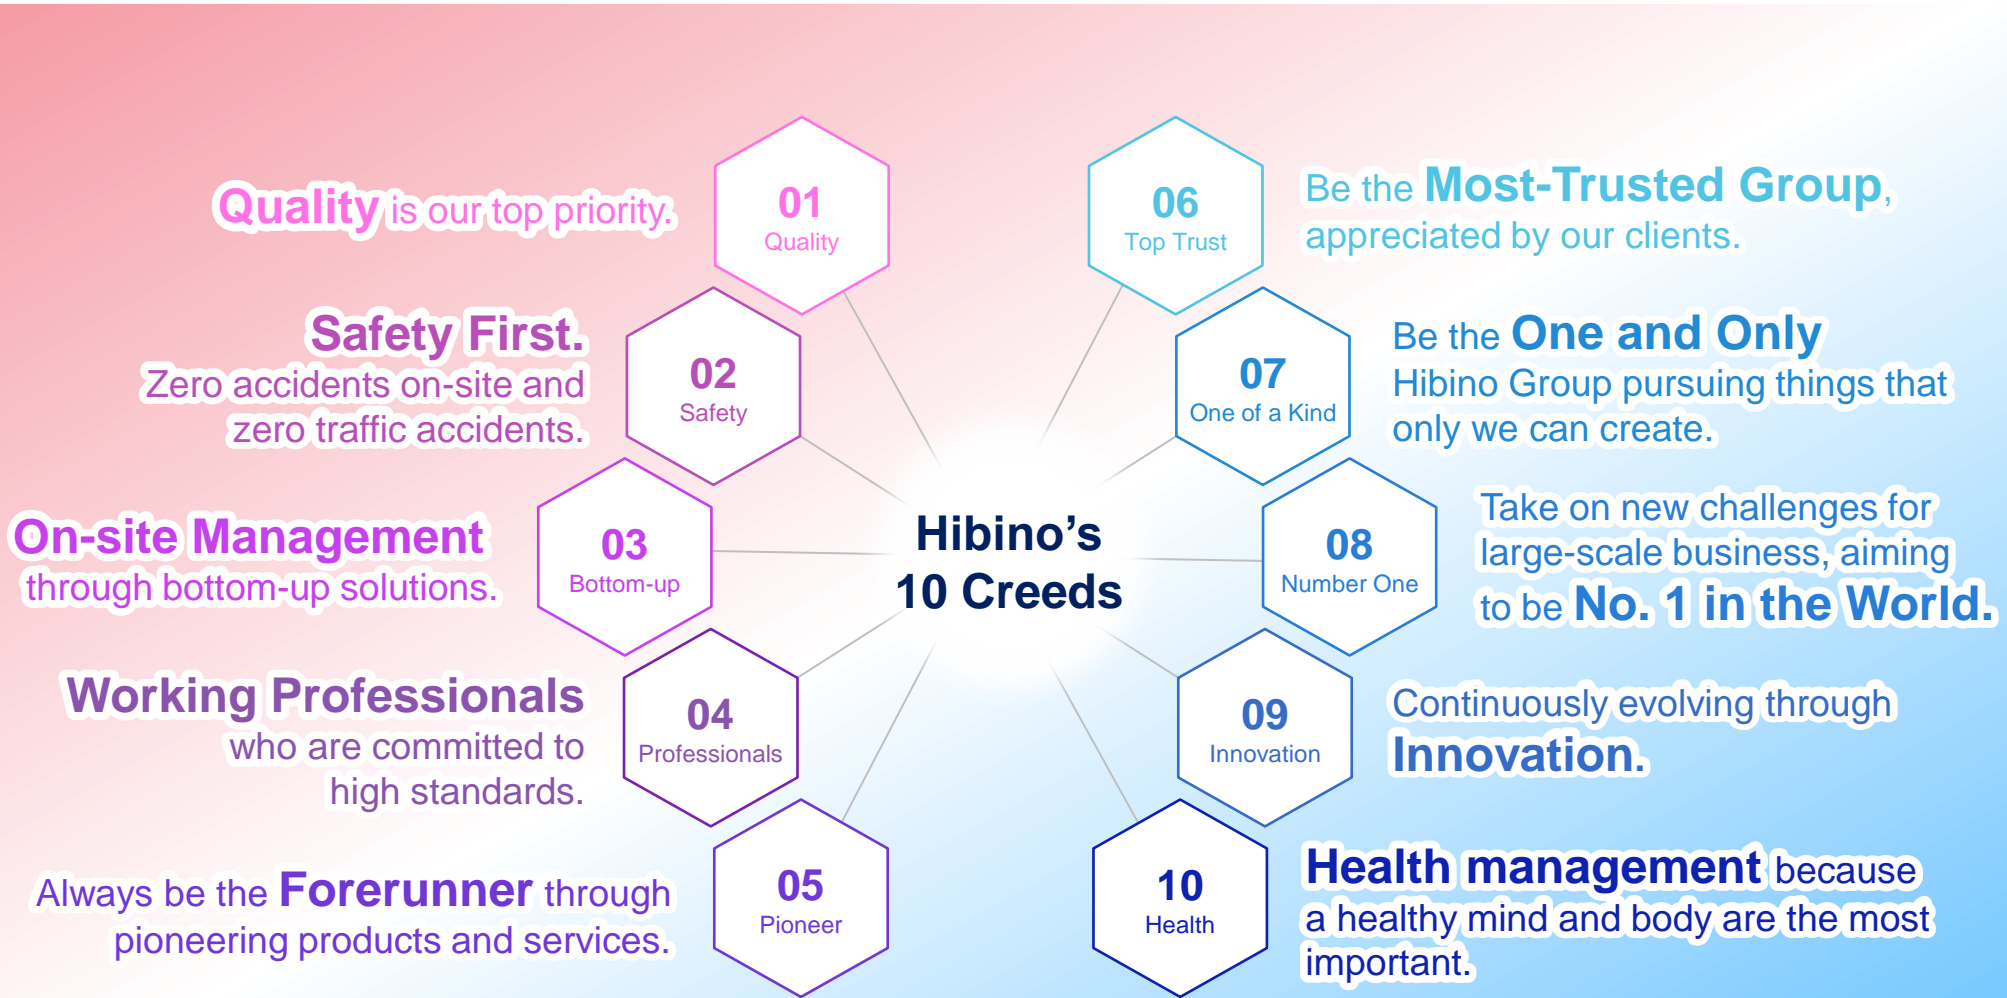 01
Quality
Quality is our top priority.
02
Safety
Safety First.
Zero accidents on-site and
zero traffic accidents.
03
Bottom-up
On-site Management
through bottom-up solutions.
04
Professionals
Working Professionals
who are committed to
high standards.
05
Pioneer
Always be the Forerunner through
pioneering products and services.
Hibino’s
10 Creeds
06
Top Trust
Be the Most-Trusted Group,
appreciated by our clients.
07
One of a Kind
Be the One and Only
Hibino Group pursuing things that
only we can create.
08
Number One
Take on new challenges for
large-scale business, aiming
to be No. 1 in the World.
09
Innovation
Continuously evolving through
Innovation.
10
Health
Health management because
a healthy mind and body are the most
important.